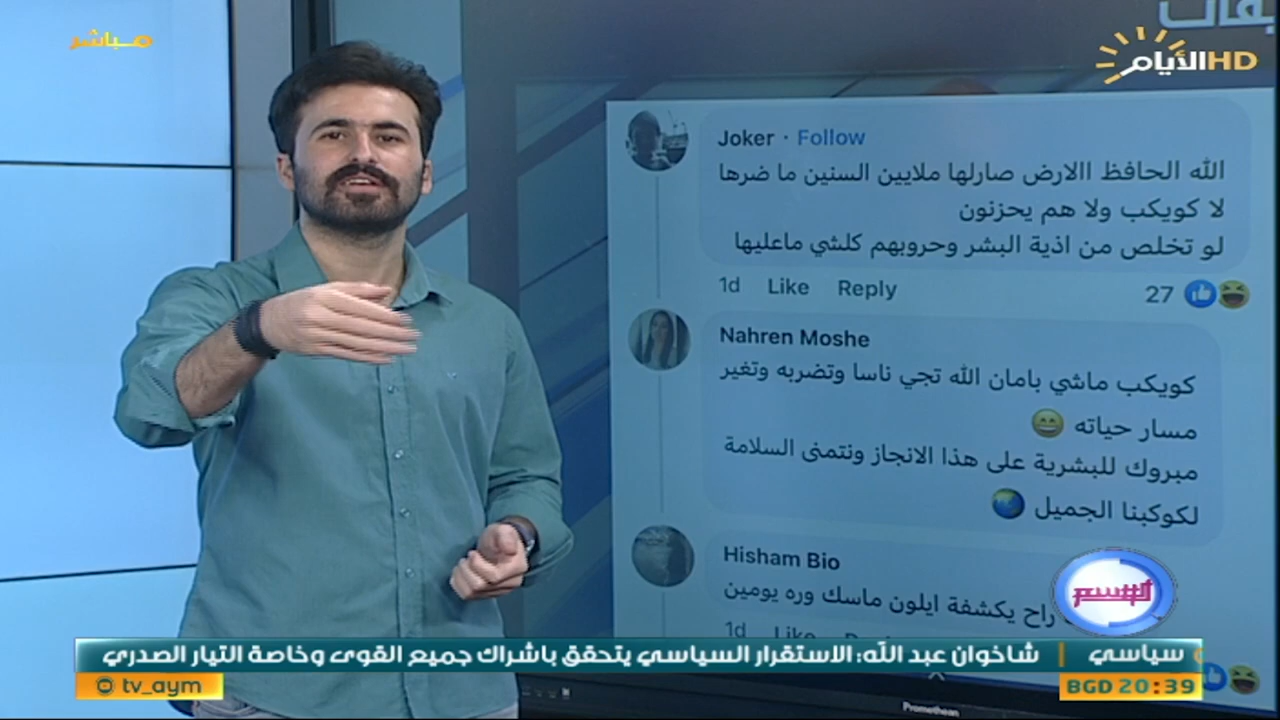 مباشر
الأيام HD
Joker · Follow
الله الحافظ االارض صارلها ملايين السنين ما ضرها
لا كويكب ولا هم يحزنون
لو تخلص من اذية البشر وحروبهم كلشي ماعليها
1d Like Reply 27
Nahren Moshe
كويكب ماشي بامان الله تجي ناسا وتضربه وتغير
مسار حياته 😄
مبروك للبشرية على هذا الانجاز ونتمنى السلامة
لكوكبنا الجميل 🌏
Hisham Bio
راح يكشفة ايلون ماسك وره يومين
1d Like
سياسي | شاخوان عبد الله: الاستقرار السياسي يتحقق باشراك جميع القوى وخاصة التيار الصدري
tv_aym
BGD 20:39
Promethean